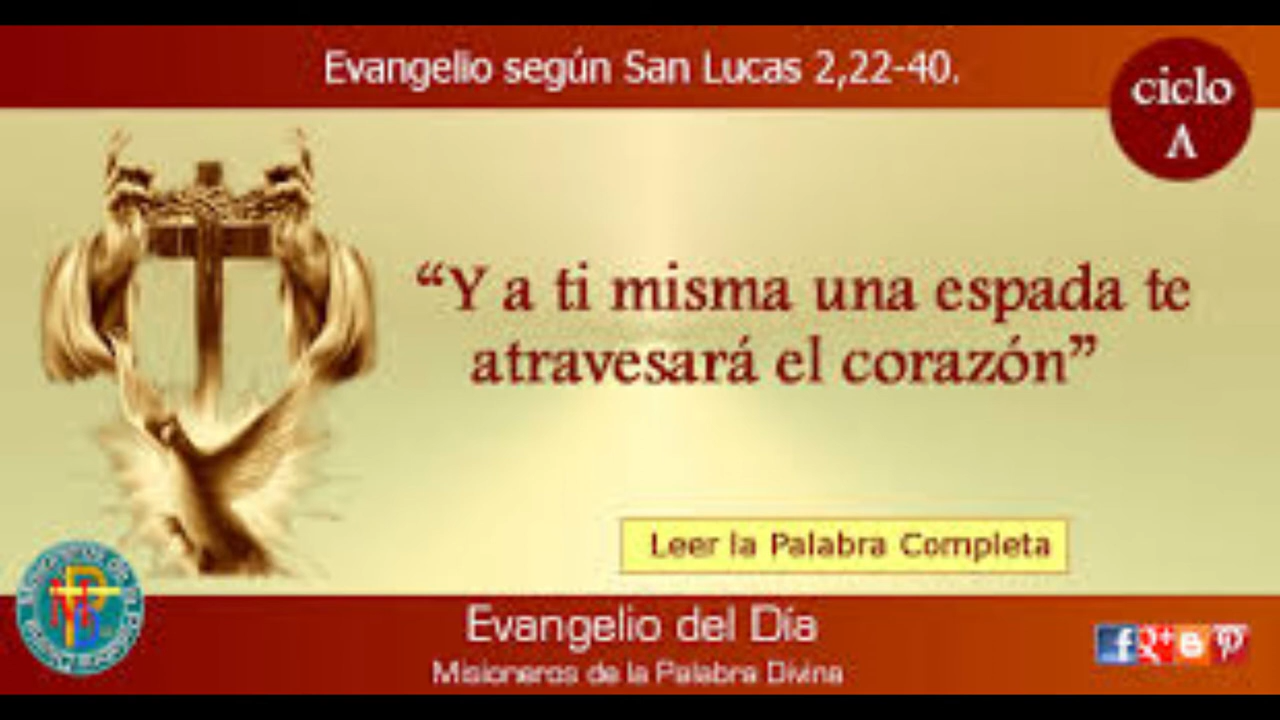 Evangelio según San Lucas 2,22-40.
ciclo
A
“Y a ti misma una espada te
atravesará el corazón”
Leer la Palabra Completa
Evangelio del Día
Misioneros de la Palabra Divina